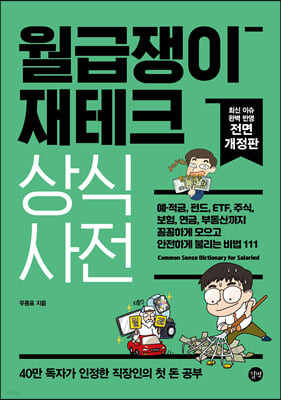 월급쟁이
재테크
상식
사전
최신 이슈
완벽 반영
전면
개정판
예·적금, 펀드, ETF, 주식,
보험, 연금, 부동산까지
꼼꼼하게 모으고
안전하게 불리는 비법 111
Common Sense Dictionary for Salaried
우용표 지음
40만 독자가 인정한 직장인의 첫 돈 공부
길벗